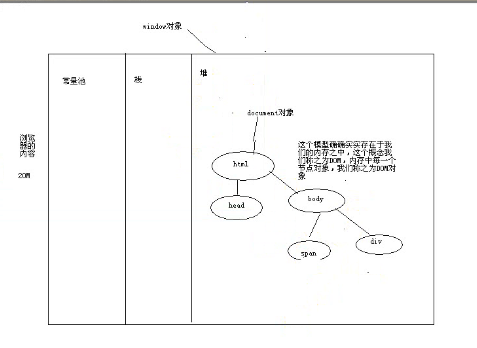 window对象
常量池
栈
堆
document对象
浏览
器的
内容
20M
这个模型确确实实存在于我
们的内存之中，这个概念我
们称之为DOM，内存中每一个
节点对象，我们称之为DOM对
象
html
head
body
span
div